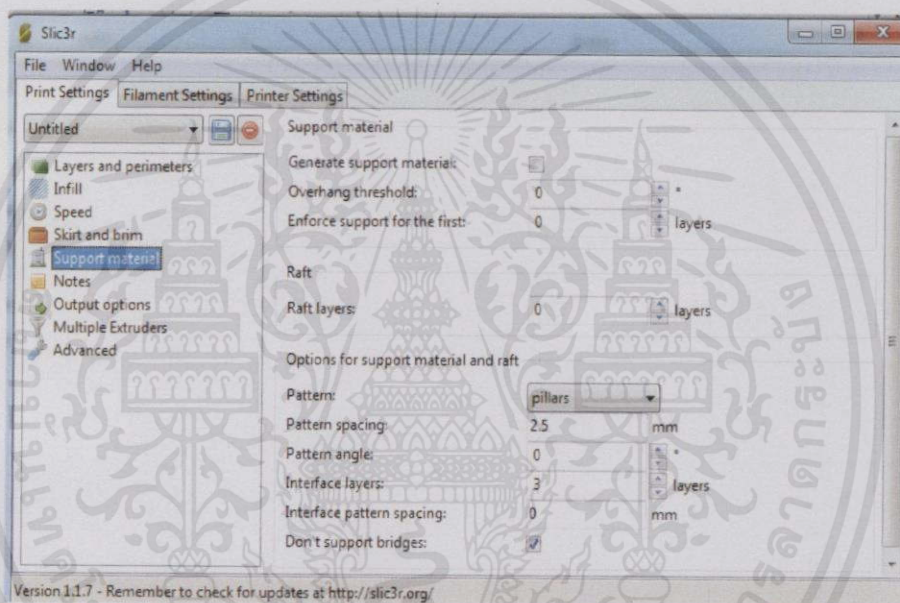 Slic3r
File Window Help
Print Settings Filament Settings Printer Settings
Untitled
Layers and perimeters
Infill
Speed
Skirt and brim
Support material
Notes
Output options
Multiple Extruders
Advanced
Support material
Generate support material:
Overhang threshold: 0 °
Enforce support for the first: 0 layers
Raft
Raft layers: 0 layers
Options for support material and raft
Pattern: pillars
Pattern spacing: 2.5 mm
Pattern angle: 0 °
Interface layers: 3 layers
Interface pattern spacing: 0 mm
Don't support bridges:
Version 1.1.7 - Remember to check for updates at http://slic3r.org/